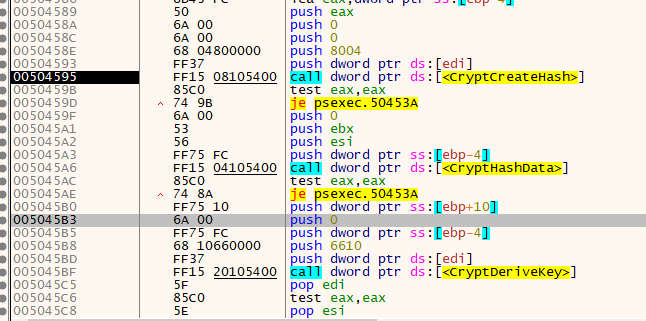 00504589 50 push eax
0050458A 6A 00 push 0
0050458C 6A 00 push 0
0050458E 68 04800000 push 8004
00504593 FF37 push dword ptr ds:[edi]
00504595 FF15 08105400 call dword ptr ds:[<CryptCreateHash>]
0050459B 85C0 test eax,eax
0050459D ^ 74 9B je psexec.50453A
0050459F 6A 00 push 0
005045A1 53 push ebx
005045A2 56 push esi
005045A3 FF75 FC push dword ptr ss:[ebp-4]
005045A6 FF15 04105400 call dword ptr ds:[<CryptHashData>]
005045AC 85C0 test eax,eax
005045AE ^ 74 8A je psexec.50453A
005045B0 FF75 10 push dword ptr ss:[ebp+10]
005045B3 6A 00 push 0
005045B5 FF75 FC push dword ptr ss:[ebp-4]
005045B8 68 10660000 push 6610
005045BD FF37 push dword ptr ds:[edi]
005045BF FF15 20105400 call dword ptr ds:[<CryptDeriveKey>]
005045C5 5F pop edi
005045C6 85C0 test eax,eax
005045C8 5E pop esi